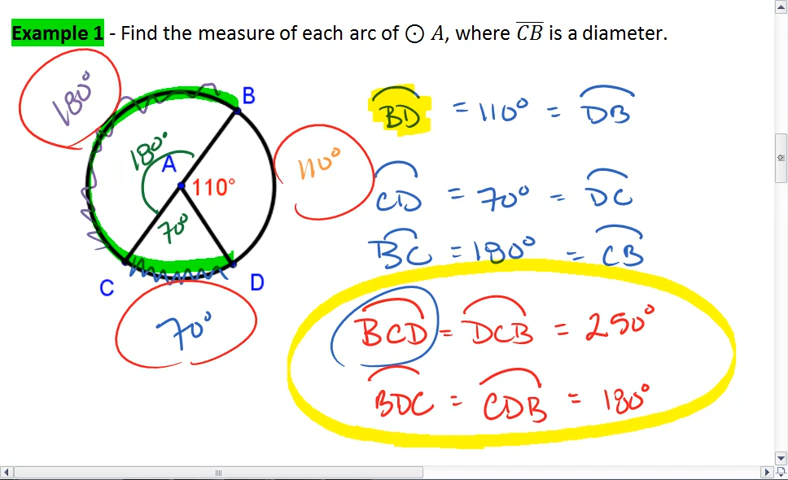 Example 1 - Find the measure of each arc of ⊙ A, where C̅B̅ is a diameter.
180°
B
BD = 110° = DB
180°
A
110°
110°
CD = 70° = DC
70°
BC = 180° = CB
C
D
70°
BCD = DCB = 250°
BDC = CDB = 180°